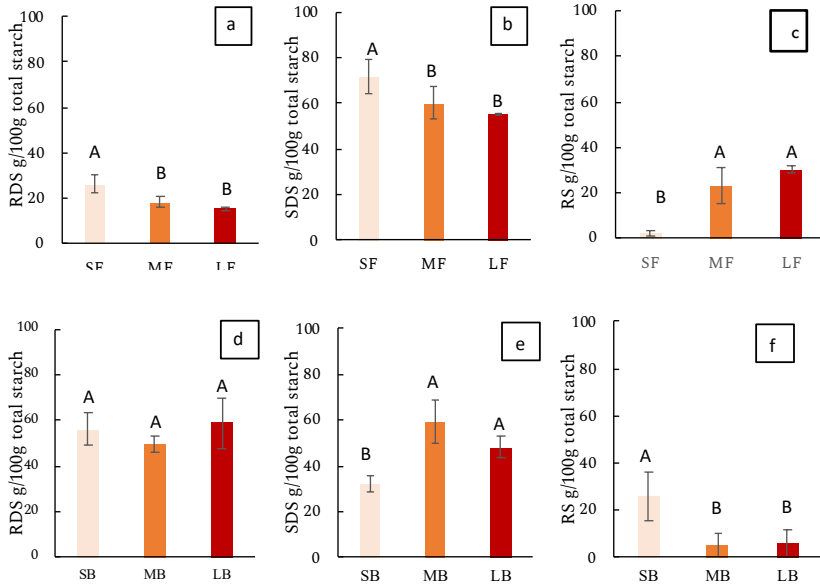 a
RDS g/100g total starch
100
80
60
40
20
0
A
B
B
SF
MF
LF
b
SDS g/100g total starch
100
80
60
40
20
0
A
B
B
SF
MF
LF
c
RS g/100g total starch
100
80
60
40
20
0
B
A
A
SF
MF
LF
d
RDS g/100g total starch
100
80
60
40
20
0
A
A
A
SB
MB
LB
e
SDS g/100g total starch
100
80
60
40
20
0
B
A
A
SB
MB
LB
f
RS g/100g total starch
100
80
60
40
20
0
A
B
B
SB
MB
LB